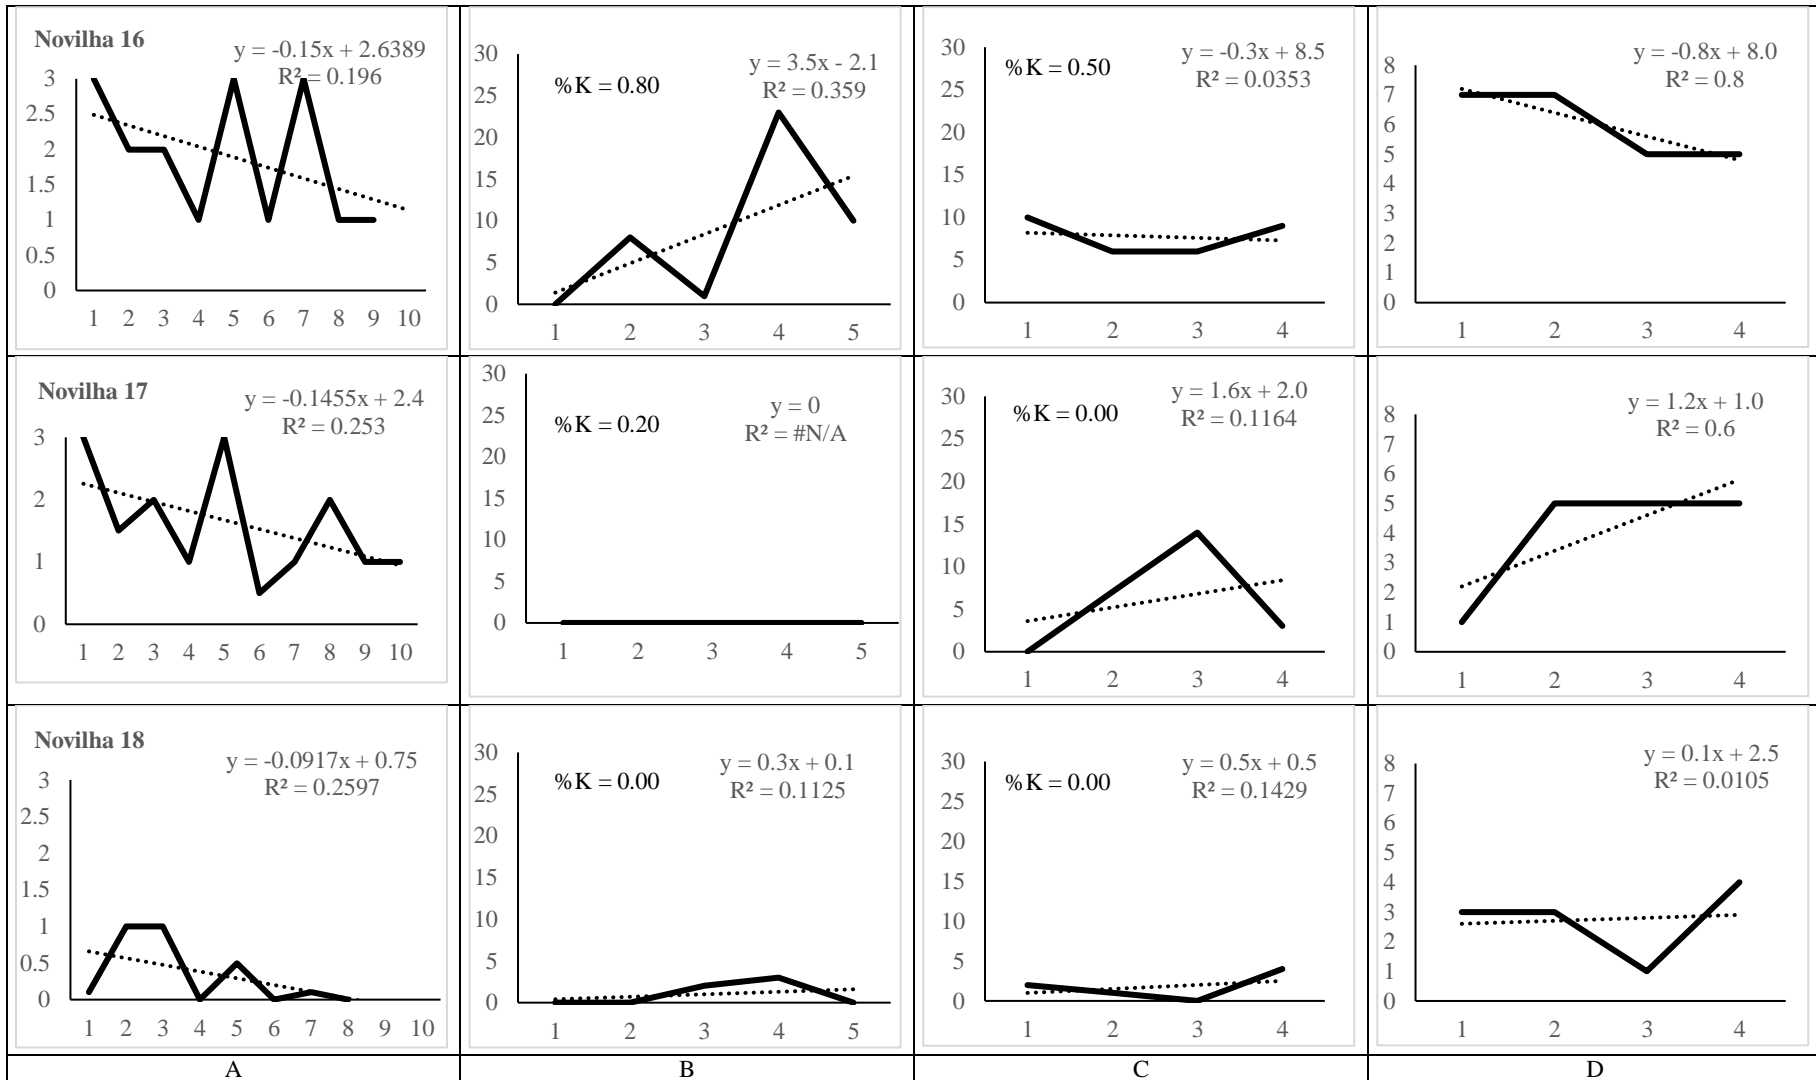 Novilha 16
y = -0.15x + 2.6389
R² = 0.196
3
2.5
2
1.5
1
0.5
0
1 2 3 4 5 6 7 8 9 10
%K = 0.80
y = 3.5x - 2.1
R² = 0.359
30
25
20
15
10
5
0
1 2 3 4 5
%K = 0.50
y = -0.3x + 8.5
R² = 0.0353
30
25
20
15
10
5
0
1 2 3 4
y = -0.8x + 8.0
R² = 0.8
8
7
6
5
4
3
2
1
0
1 2 3 4
Novilha 17
y = -0.1455x + 2.4
R² = 0.253
3
2
1
0
1 2 3 4 5 6 7 8 9 10
%K = 0.20
y = 0
R² = #N/A
30
25
20
15
10
5
0
1 2 3 4 5
%K = 0.00
y = 1.6x + 2.0
R² = 0.1164
30
25
20
15
10
5
0
1 2 3 4
y = 1.2x + 1.0
R² = 0.6
8
7
6
5
4
3
2
1
0
1 2 3 4
Novilha 18
y = -0.0917x + 0.75
R² = 0.2597
3
2.5
2
1.5
1
0.5
0
1 2 3 4 5 6 7 8 9 10
%K = 0.00
y = 0.3x + 0.1
R² = 0.1125
30
25
20
15
10
5
0
1 2 3 4 5
%K = 0.00
y = 0.5x + 0.5
R² = 0.1429
30
25
20
15
10
5
0
1 2 3 4
y = 0.1x + 2.5
R² = 0.0105
8
7
6
5
4
3
2
1
0
1 2 3 4
A B C D